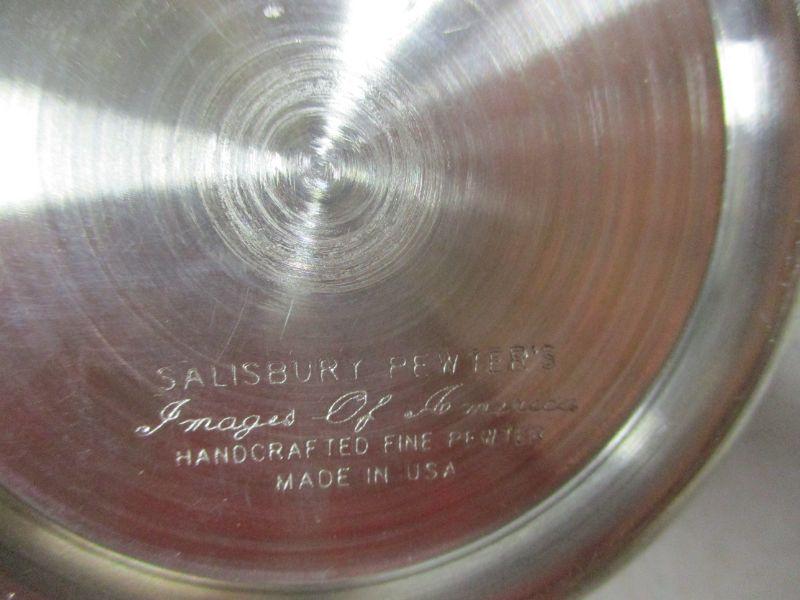 SALISBURY PEWTER'S
Images Of America
HANDCRAFTED FINE PEWTER
MADE IN USA